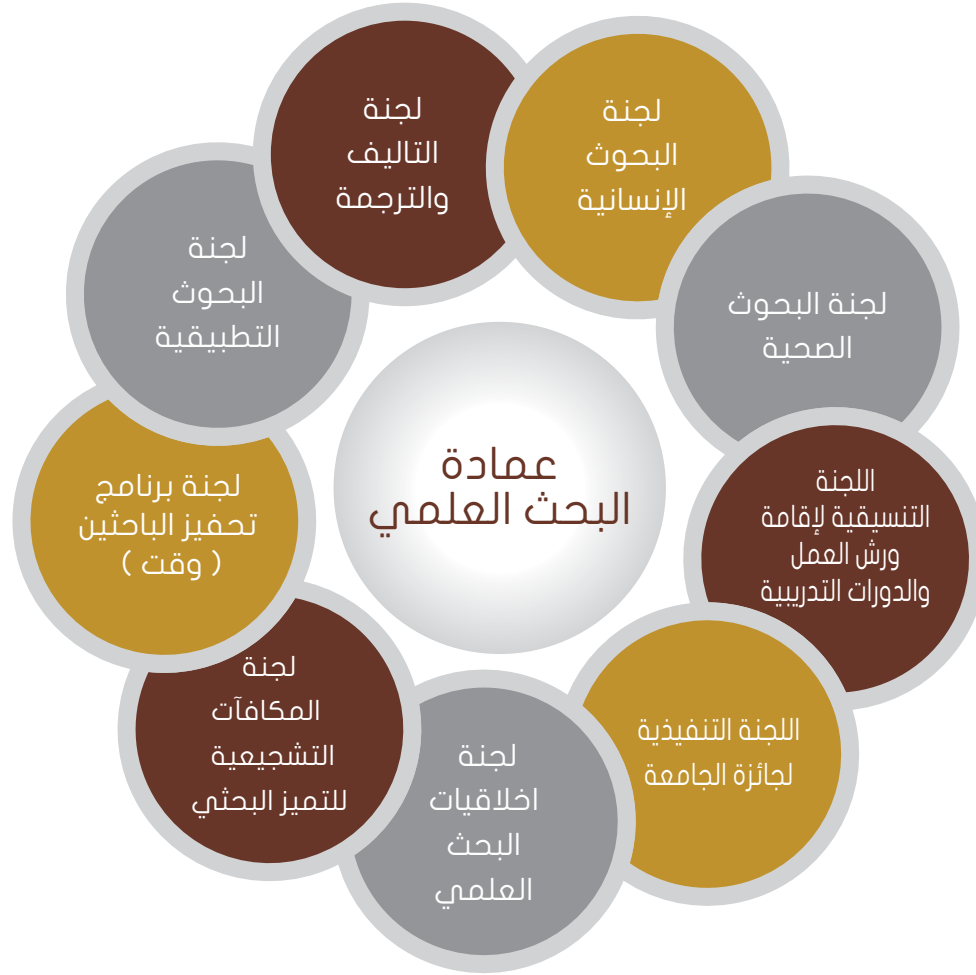 عمادة
البحث العلمي
لجنة
البحوث
الإنسانية
لجنة البحوث
الصحية
اللجنة
التنسيقية لإقامة
ورش العمل
والدورات التدريبية
اللجنة التنفيذية
لجائزة الجامعة
لجنة
اخلاقيات
البحث
العلمي
لجنة
المكافآت
التشجيعية
للتميز البحثي
لجنة برنامج
تحفيز الباحثين
( وقت )
لجنة
البحوث
التطبيقية
لجنة
التاليف
والترجمة